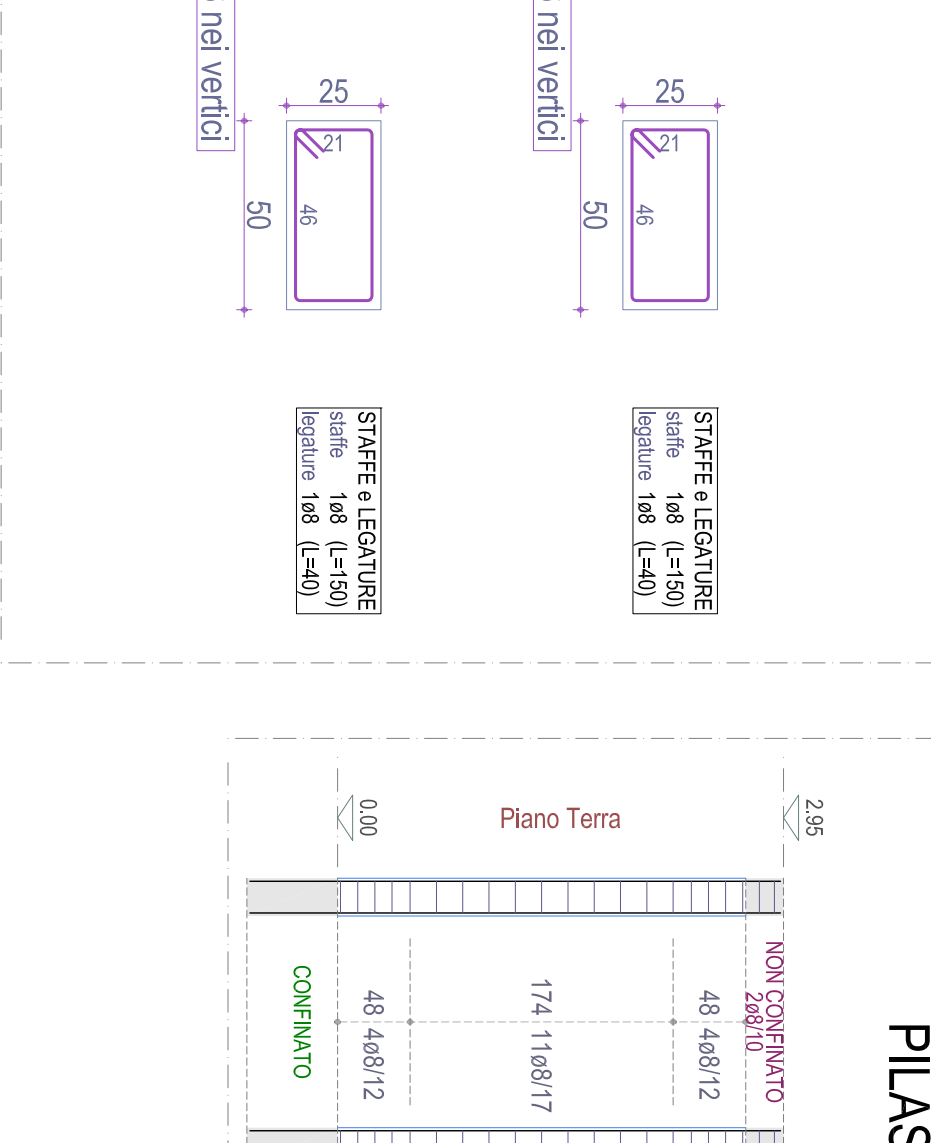 nei vertici
25
21
46
50
STAFFE e LEGATURE
staffe 1ø8 (L=150)
legature 1ø8 (L=40)
nei vertici
25
21
46
50
STAFFE e LEGATURE
staffe 1ø8 (L=150)
legature 1ø8 (L=40)
0.00
Piano Terra
2.95
CONFINATO
48 4ø8/12
174 11ø8/17
48 4ø8/12
NON CONFINATO
2ø8/10
PILAS